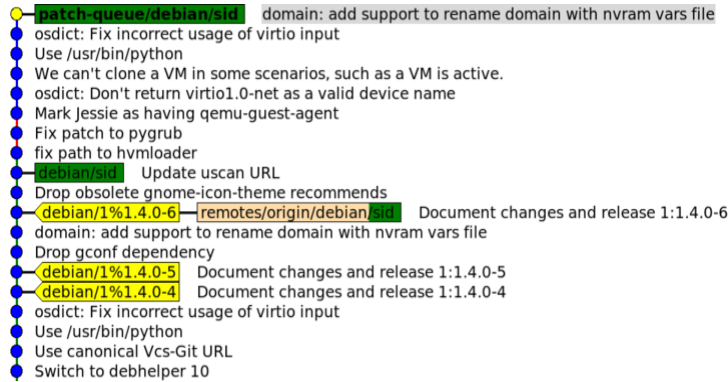 patch-queue/debian/sid domain: add support to rename domain with nvram vars file
osdict: Fix incorrect usage of virtio input
Use /usr/bin/python
We can't clone a VM in some scenarios, such as a VM is active.
osdict: Don't return virtio1.0-net as a valid device name
Mark Jessie as having qemu-guest-agent
Fix patch to pygrub
fix path to hvmloader
debian/sid Update uscan URL
Drop obsolete gnome-icon-theme recommends
debian/1%1.4.0-6 remotes/origin/debian/sid Document changes and release 1:1.4.0-6
domain: add support to rename domain with nvram vars file
Drop gconf dependency
debian/1%1.4.0-5 Document changes and release 1:1.4.0-5
debian/1%1.4.0-4 Document changes and release 1:1.4.0-4
osdict: Fix incorrect usage of virtio input
Use /usr/bin/python
Use canonical Vcs-Git URL
Switch to debhelper 10